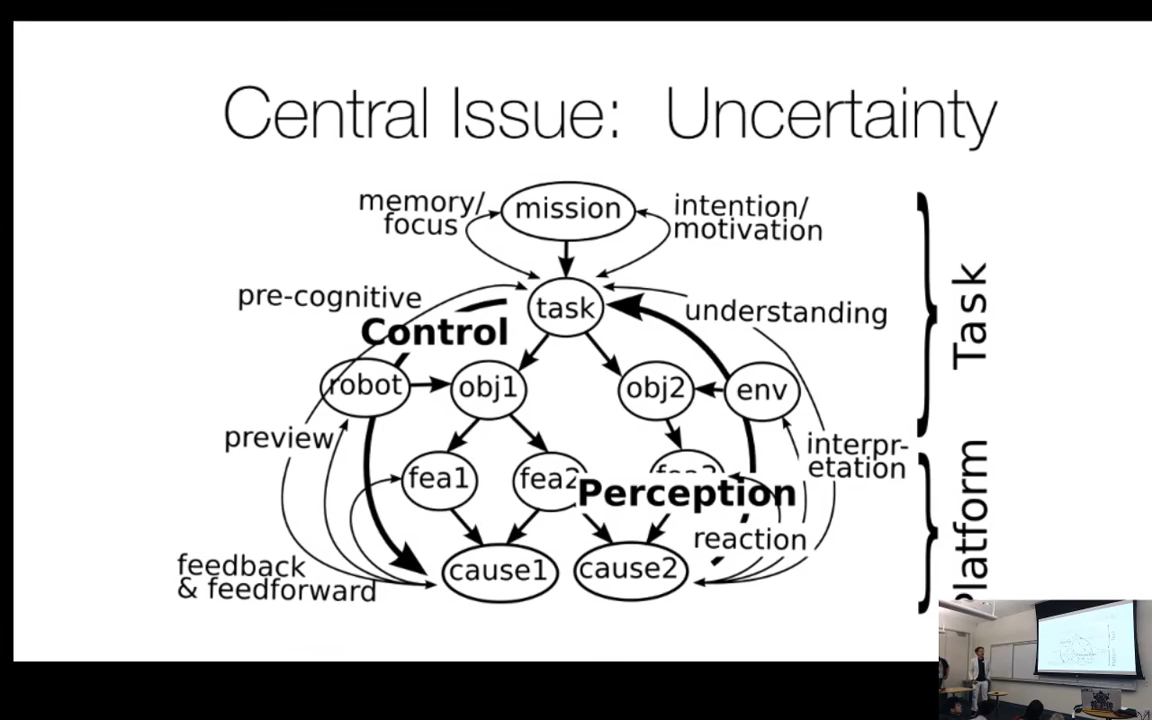 Central Issue: Uncertainty
memory/
focus
mission
intention/
motivation
pre-cognitive
task
understanding
Control
robot
obj1
obj2
env
Task
preview
interpr-
etation
fea1
fea2
fea3
Perception
reaction
feedback
& feedforward
cause1
cause2
Platform